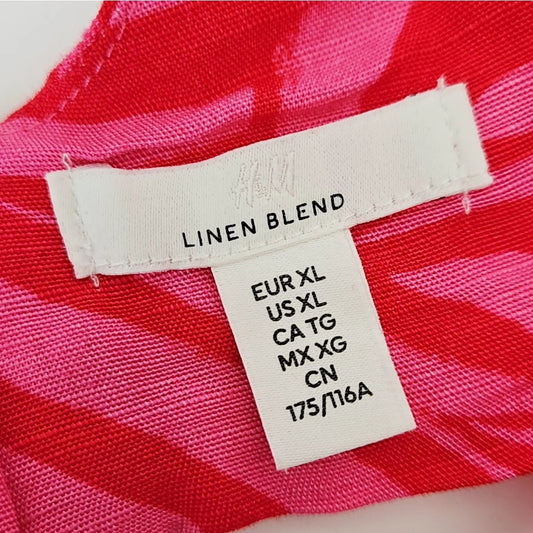 H&M
LINEN BLEND
EUR XL
US XL
CA TG
MX XG
CN
175/116A